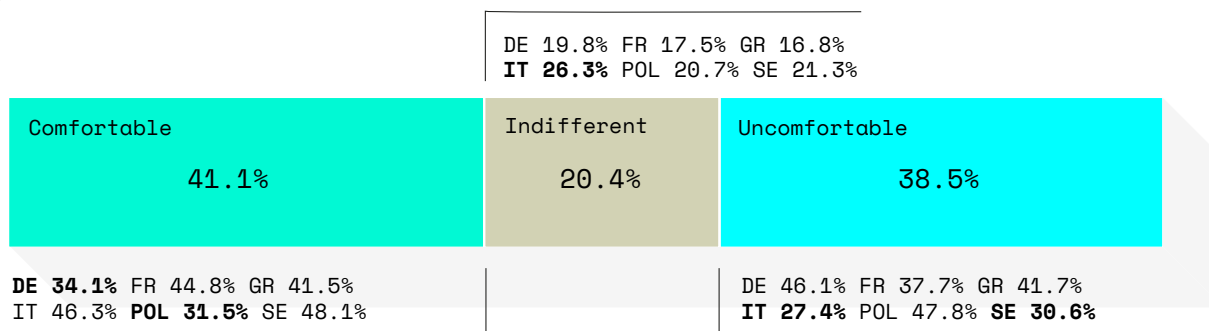 DE 19.8% FR 17.5% GR 16.8%
IT 26.3% POL 20.7% SE 21.3%
Comfortable
41.1%
Indifferent
20.4%
Uncomfortable
38.5%
DE 34.1% FR 44.8% GR 41.5%
IT 46.3% POL 31.5% SE 48.1%
DE 46.1% FR 37.7% GR 41.7%
IT 27.4% POL 47.8% SE 30.6%